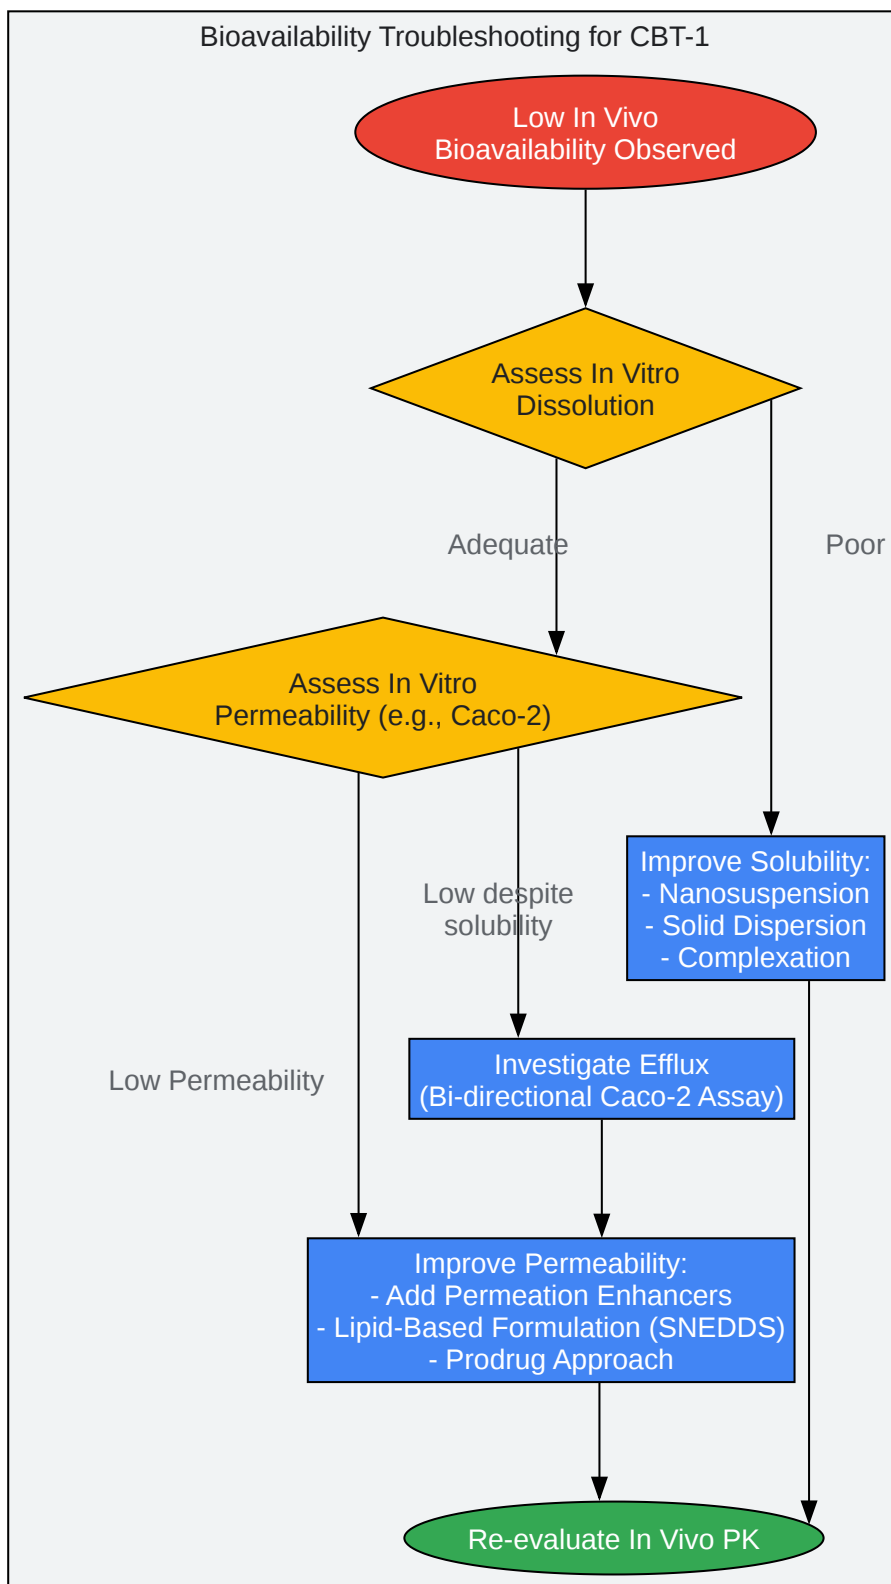 Bioavailability Troubleshooting for CBT-1
Low In Vivo
Bioavailability Observed
Assess In Vitro
Dissolution
Adequate
Poor
Assess In Vitro
Permeability (e.g., Caco-2)
Improve Solubility:
- Nanosuspension
- Solid Dispersion
- Complexation
Low despite
solubility
Low Permeability
Investigate Efflux
(Bi-directional Caco-2 Assay)
Improve Permeability:
- Add Permeation Enhancers
- Lipid-Based Formulation (SNEDDS)
- Prodrug Approach
Re-evaluate In Vivo PK